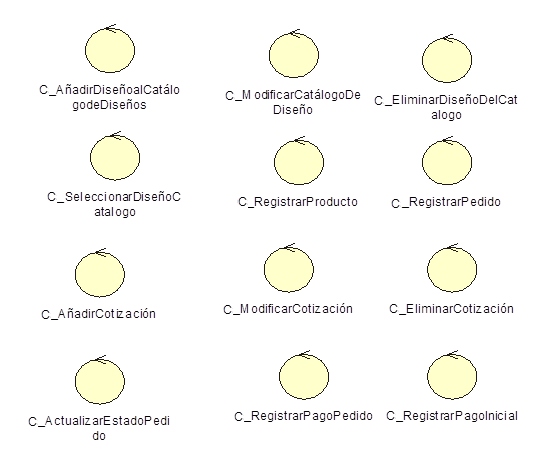 C_AñadirDiseñoalCatálo
godeDiseños
C_ModificarCatálogoDe
Diseño
C_EliminarDiseñoDelCat
alogo
C_SeleccionarDiseñoC
atalogo
C_RegistrarProducto
C_RegistrarPedido
C_AñadirCotización
C_ModificarCotización
C_EliminarCotización
C_ActualizarEstadoPedi
do
C_RegistrarPagoPedido
C_RegistrarPagoInicial